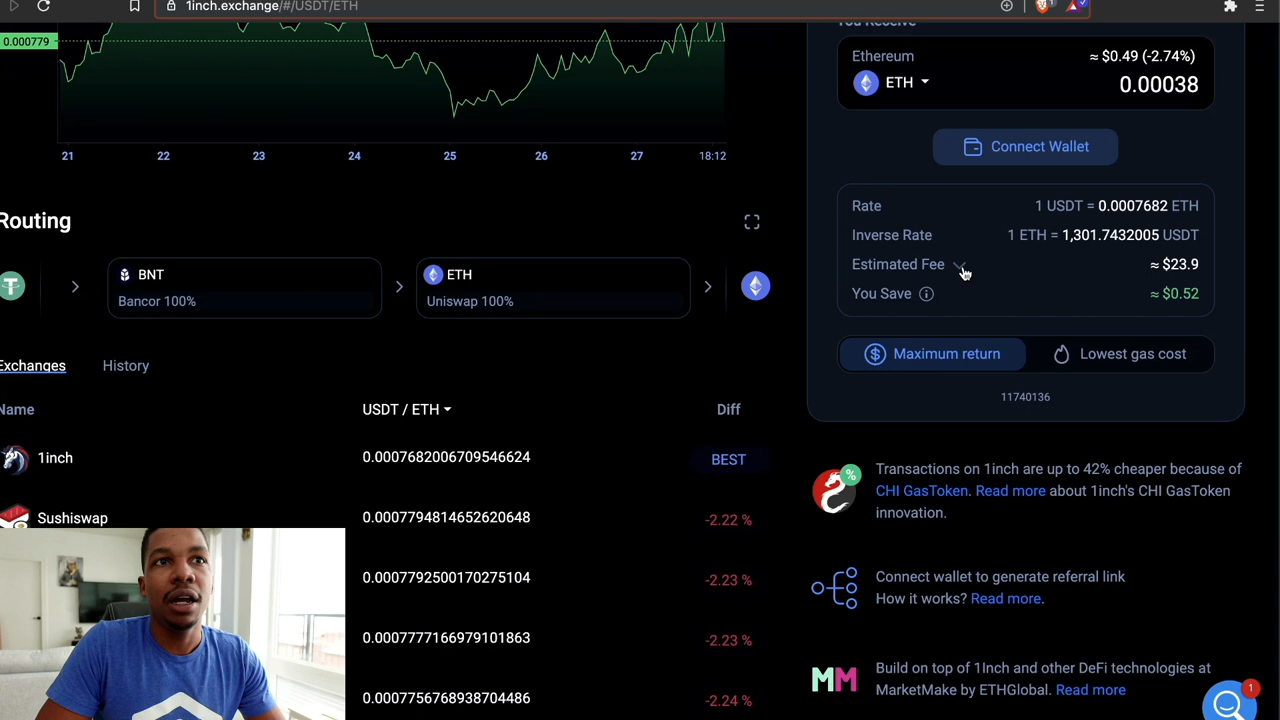 1inch.exchange/#/USDT/ETH
0.000779
21 22 23 24 25 26 27 18:12
You Receive
Ethereum ≈ $0.49 (-2.74%)
ETH 0.00038
Connect Wallet
Rate 1 USDT = 0.0007682 ETH
Inverse Rate 1 ETH = 1,301.7432005 USDT
Estimated Fee ≈ $23.9
You Save ≈ $0.52
Maximum return Lowest gas cost
11740136
Routing
BNT
Bancor 100%
ETH
Uniswap 100%
Exchanges History
Name USDT / ETH Diff
1inch 0.0007682006709546624 BEST
Sushiswap 0.0007794814652620648 -2.22 %
0.0007792500170275104 -2.23 %
0.0007777166979101863 -2.23 %
0.0007756768938704486 -2.24 %
Transactions on 1inch are up to 42% cheaper because of
CHI GasToken. Read more about 1inch's CHI GasToken
innovation.
Connect wallet to generate referral link
How it works? Read more.
MM
Build on top of 1Inch and other DeFi technologies at
MarketMake by ETHGlobal. Read more
1